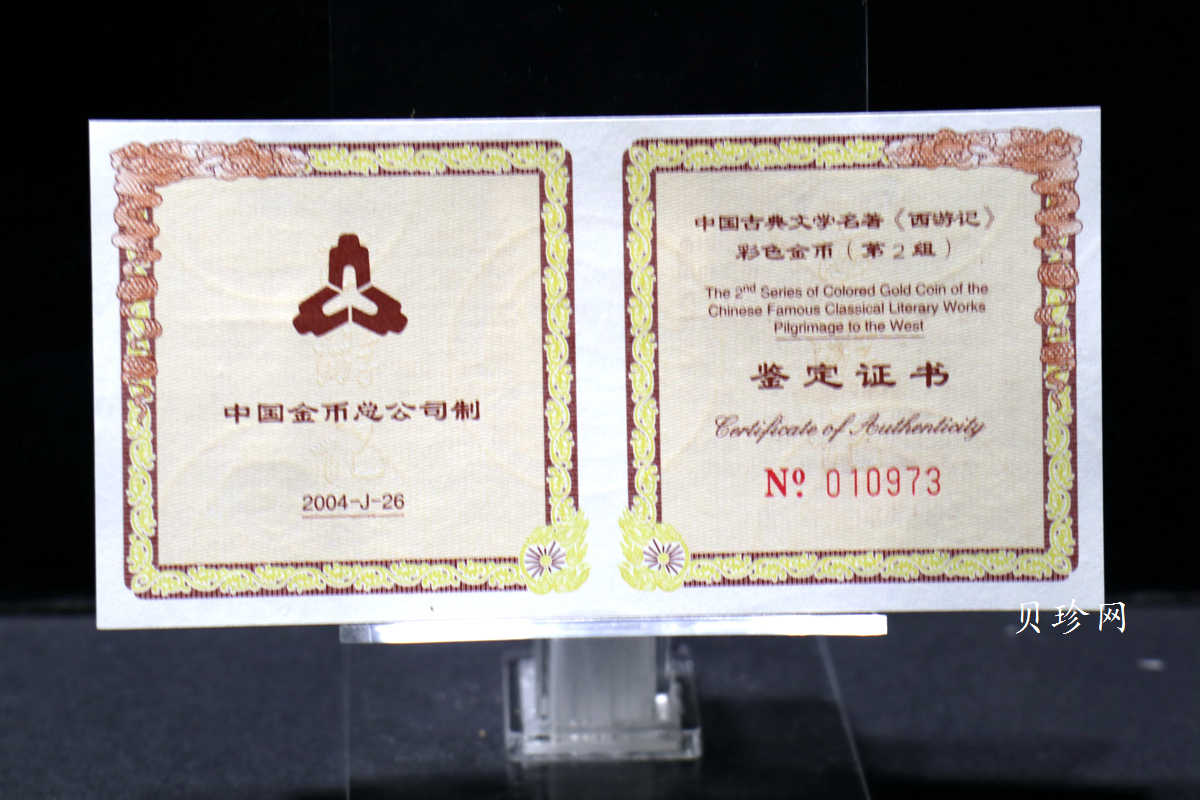 中国金币总公司制
2004-J-26
中国古典文学名著《西游记》
彩色金币（第2组）
The 2nd Series of Colored Gold Coin of the
Chinese Famous Classical Literary Works
Pilgrimage to the West
鉴定证书
Certificate of Authenticity
Nº 010973
贝珍网